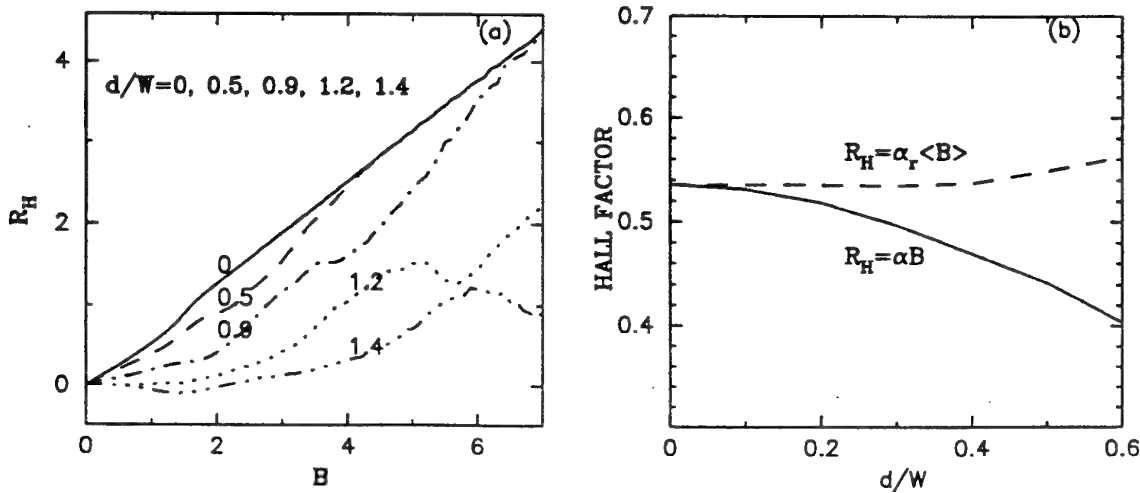 (a)
d/W=0, 0.5, 0.9, 1.2, 1.4
4
2
0
R_H
0
0.5
0.9
1.2
1.4
0 2 4 6
B
(b)
0.7
0.6
0.5
0.4
HALL FACTOR
R_H=α_r<B>
R_H=αB
0 0.2 0.4 0.6
d/W